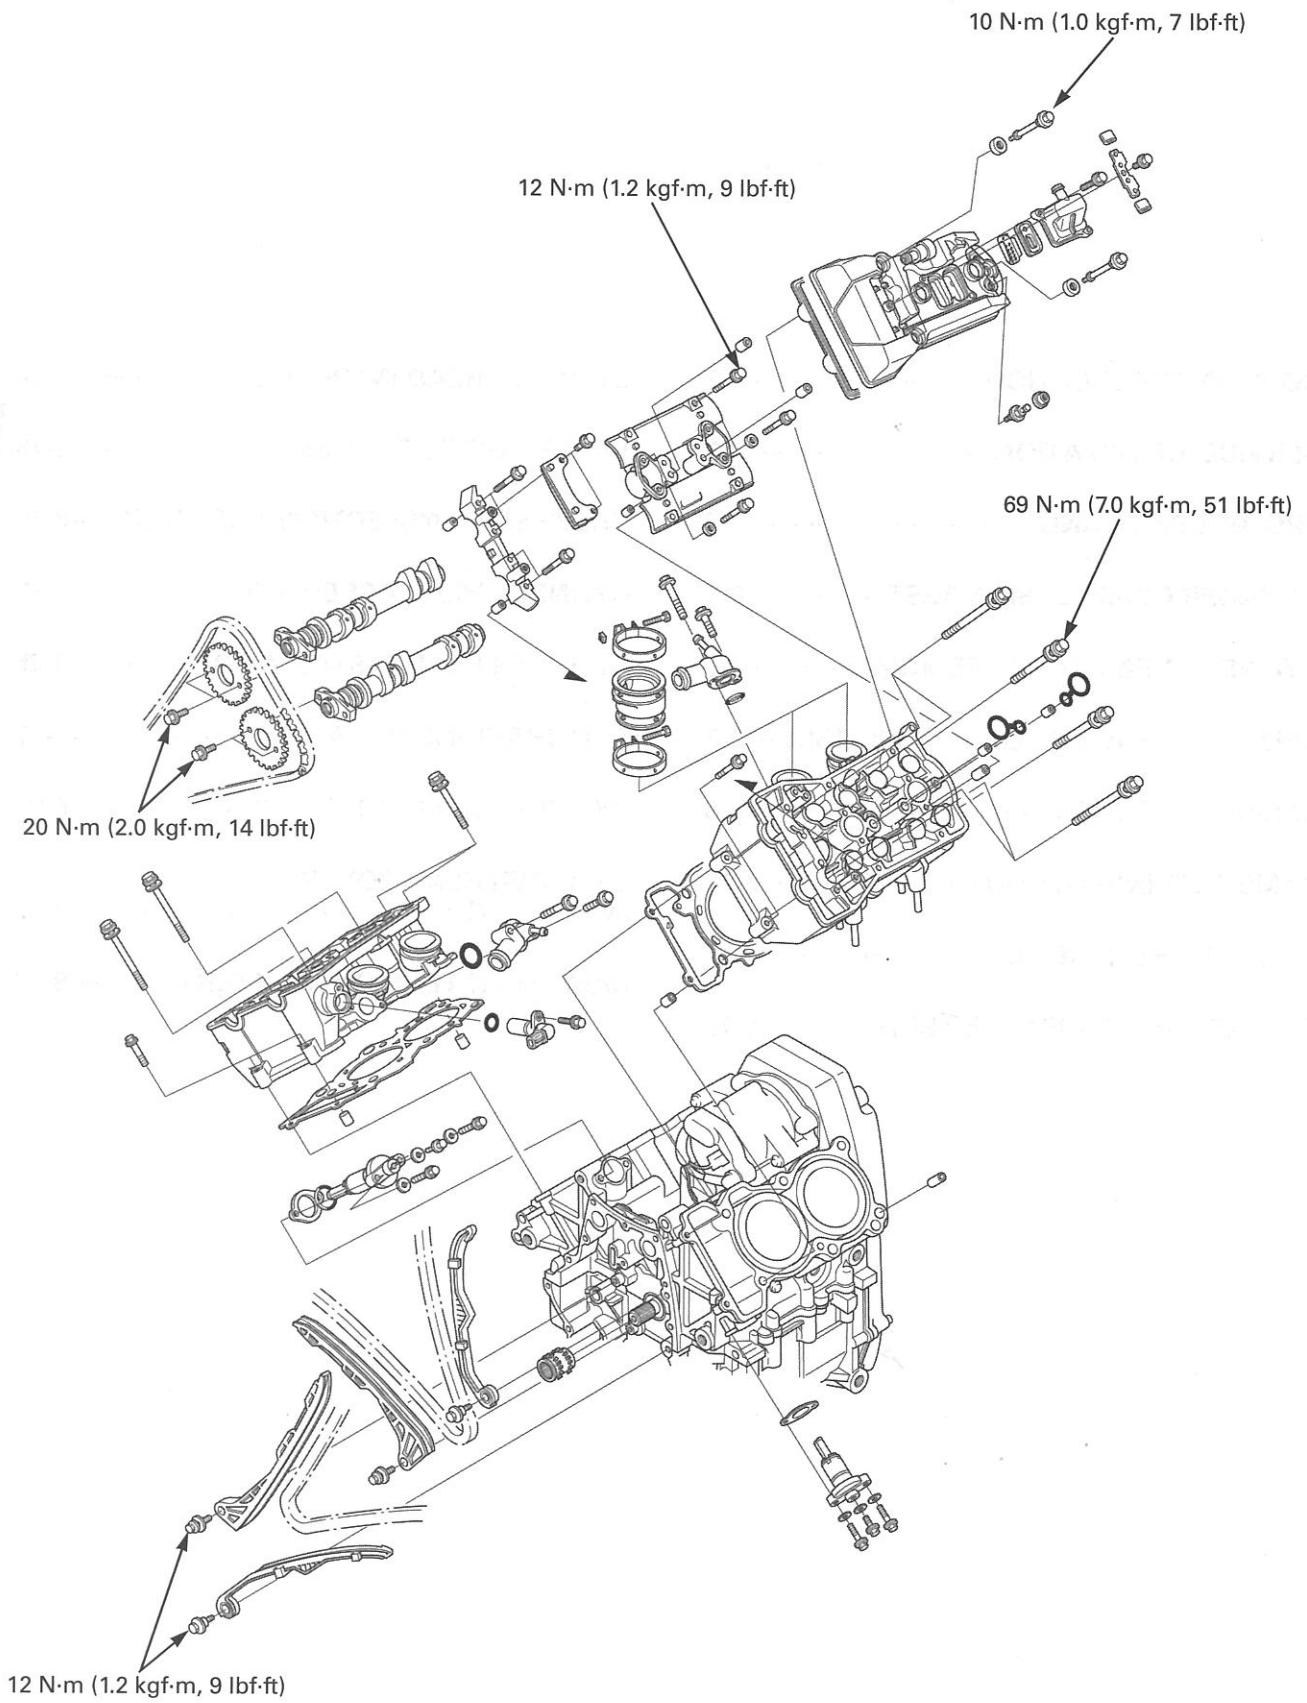 10 N·m (1.0 kgf·m, 7 lbf·ft)
12 N·m (1.2 kgf·m, 9 lbf·ft)
69 N·m (7.0 kgf·m, 51 lbf·ft)
20 N·m (2.0 kgf·m, 14 lbf·ft)
12 N·m (1.2 kgf·m, 9 lbf·ft)